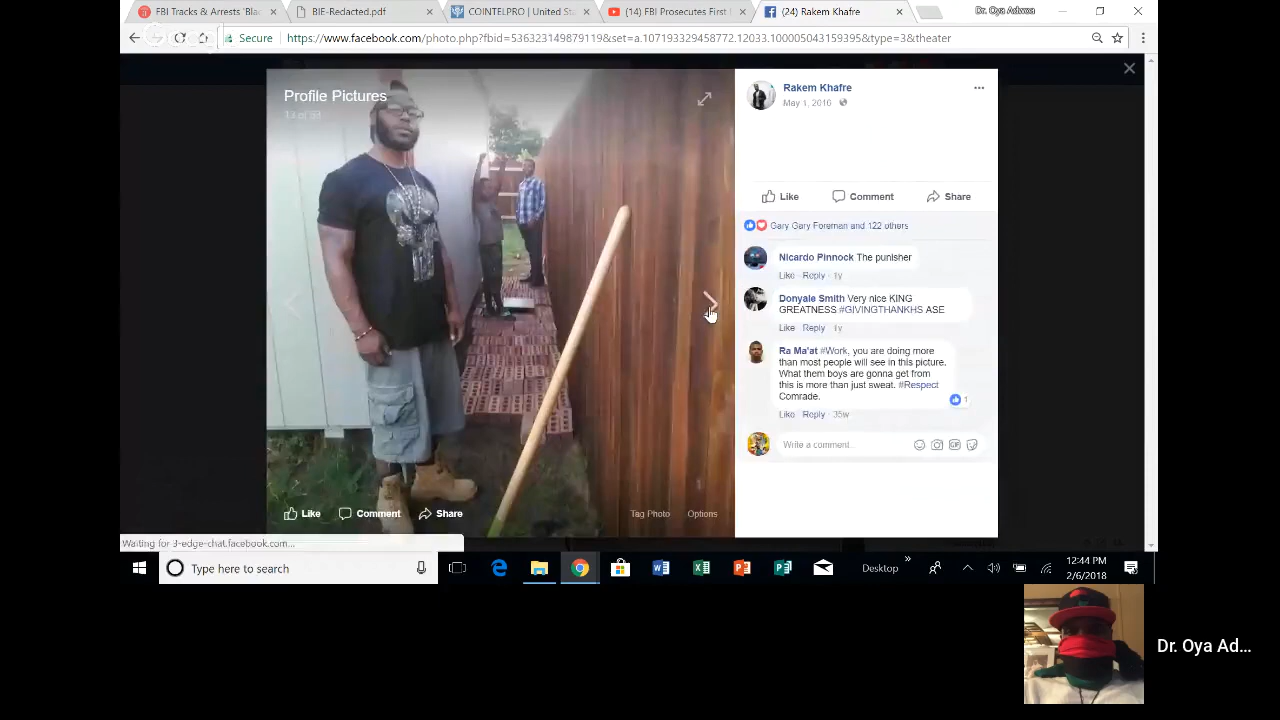 FBI Tracks & Arrests 'Blac
BIE-Redacted.pdf
COINTELPRO | United Sta
(14) FBI Prosecutes First
(24) Rakem Khafre
Dr. Oya Advosa
Secure
https://www.facebook.com/photo.php?fbid=536323149879119&set=a.107193329458772.12033.100005043159395&type=3&theater
Profile Pictures
Rakem Khafre
May 1, 2016
Like Comment Share
Gary Gary Foreman and 122 others
Nicardo Pinnock The punisher
Like · Reply · 1y
Donyale Smith Very nice KING
GREATNESS #GIVINGTHANKHS ASE
Like · Reply · 1y
Ra Ma'at #Work, you are doing more
than most people will see in this picture.
What them boys are gonna get from
this is more than just sweat. #Respect
Comrade.
1
Like · Reply · 35w
Write a comment...
GIF
Like Comment Share
Tag Photo Options
Waiting for 3-edge-chat.facebook.com...
Type here to search
Desktop
12:44 PM
2/6/2018
Dr. Oya Ad...